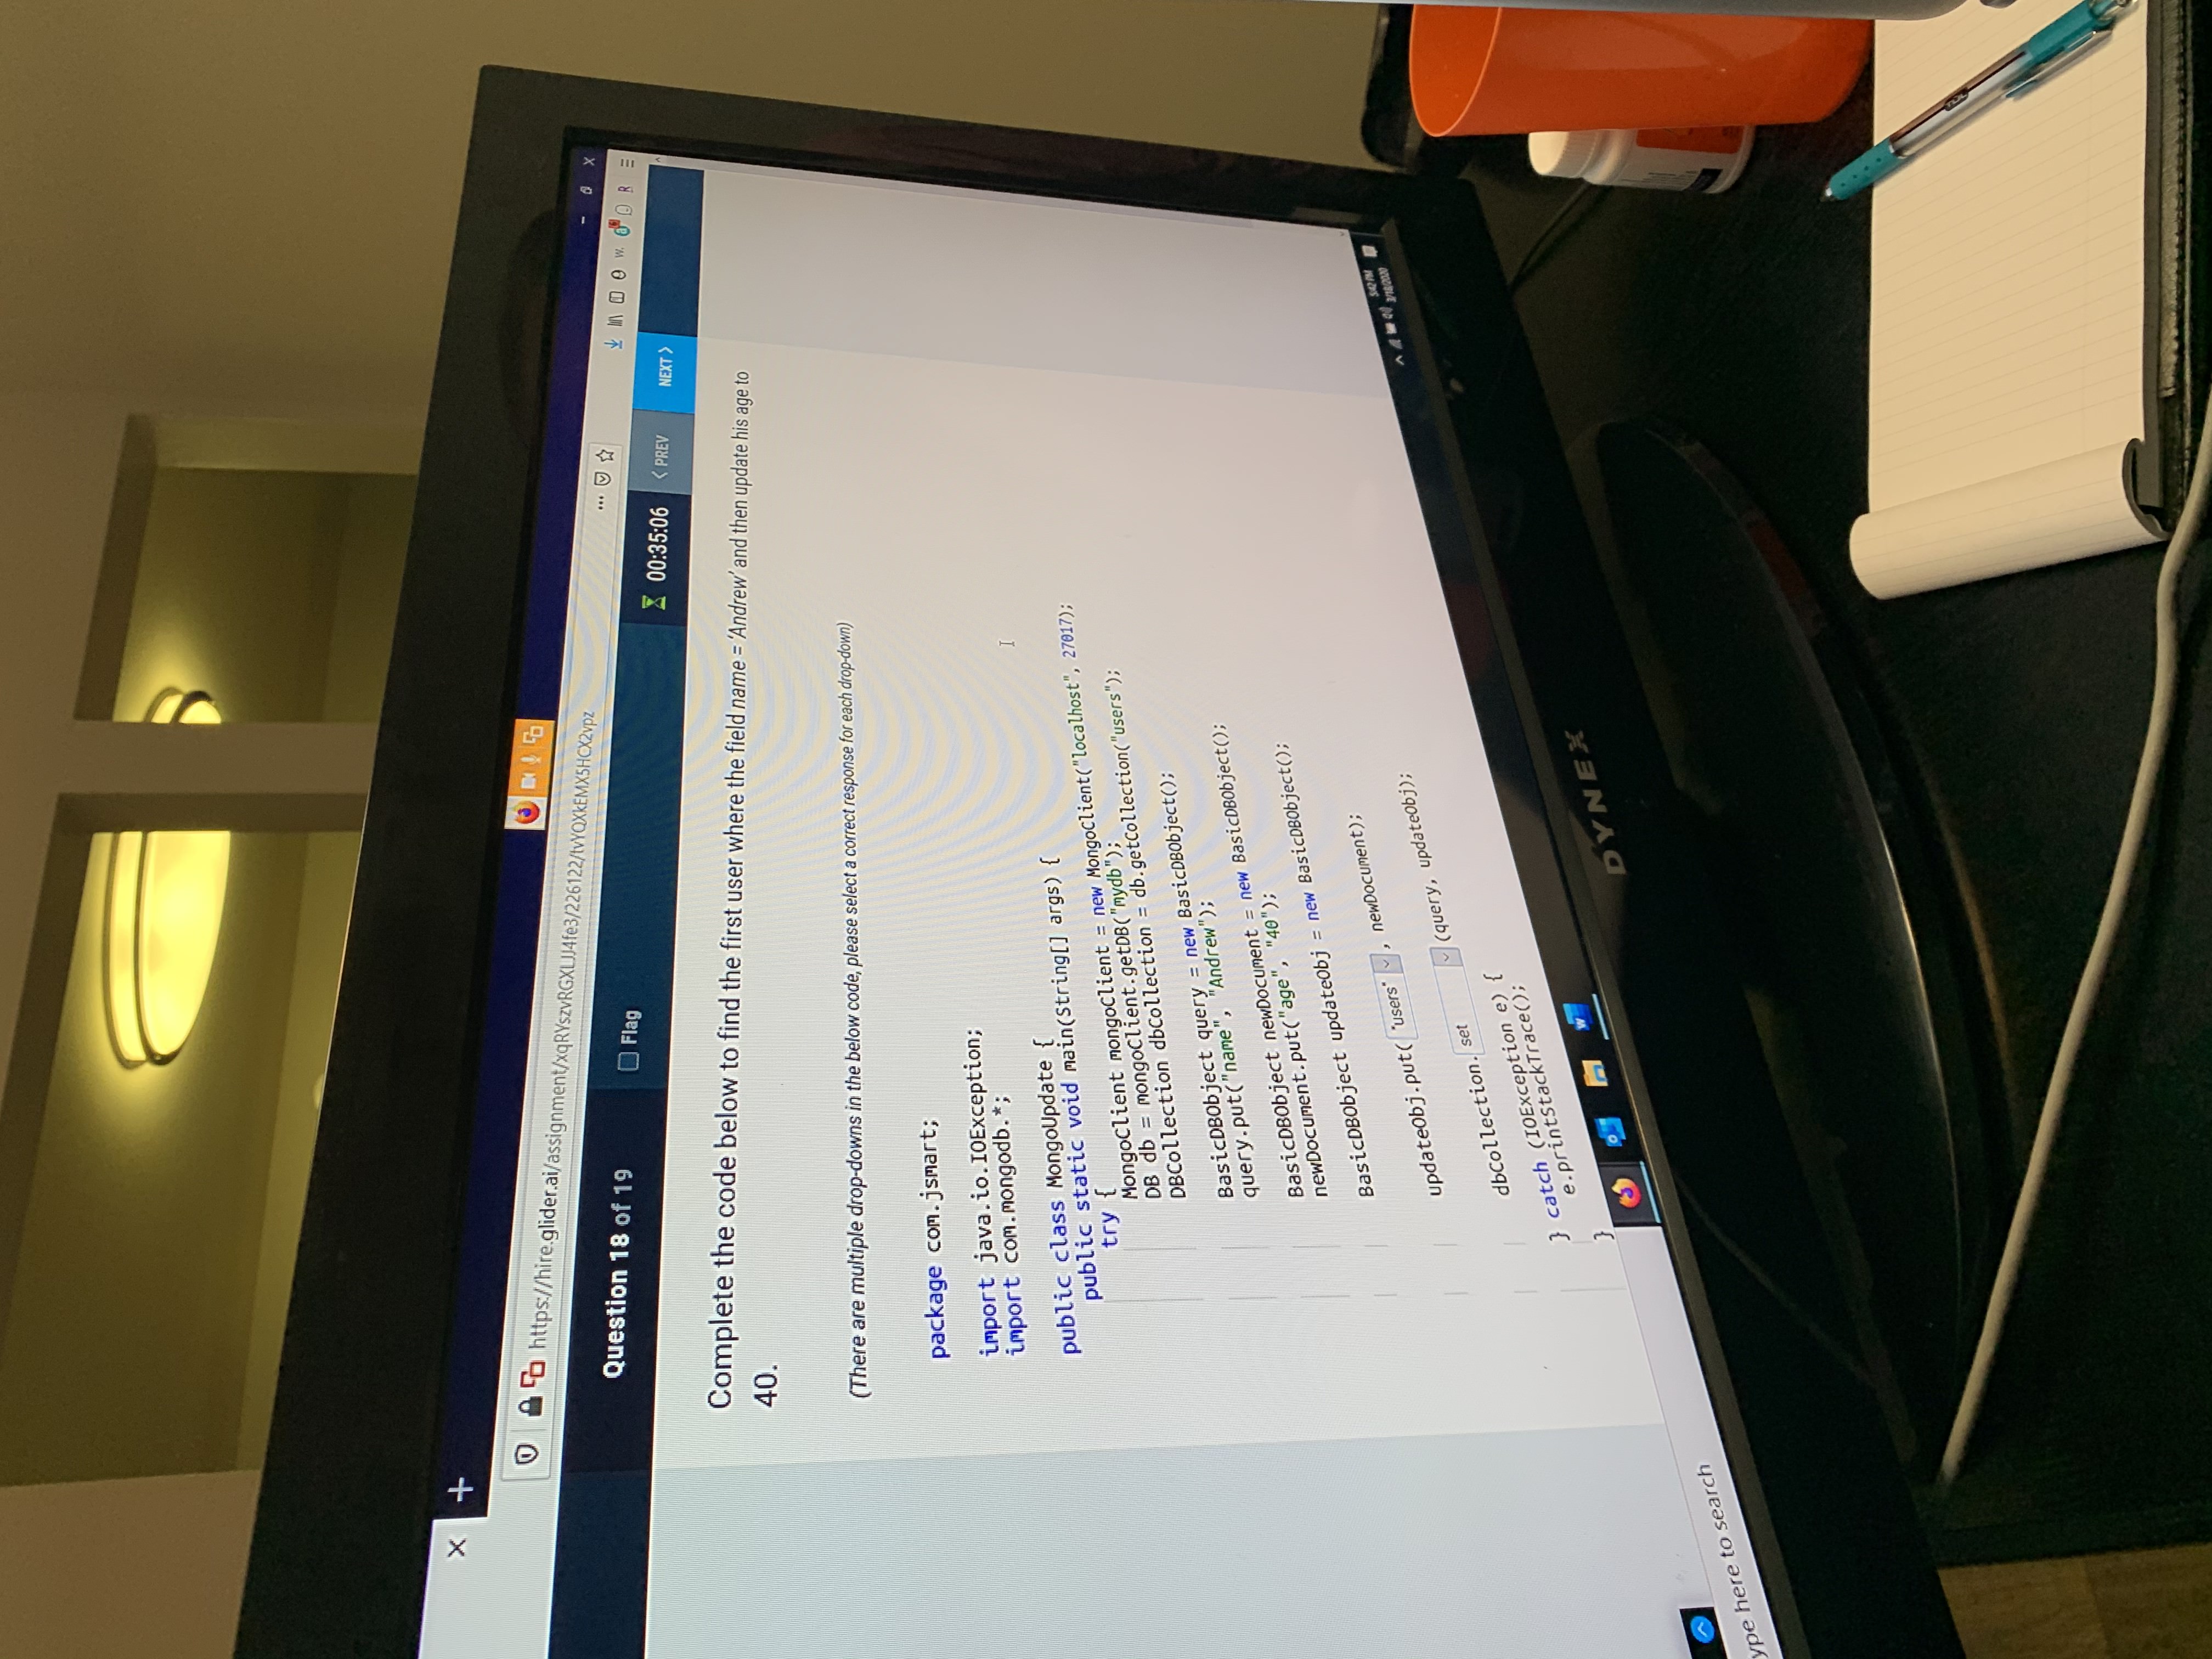 https://hire.glider.ai/assignment/xqRYszvRGXLJJ4fe3/226122/tvYQXkEMX5HCX2vpz
Question 18 of 19
Flag
00:35:06
PREV
NEXT
Complete the code below to find the first user where the field name = 'Andrew' and then update his age to
40.
(There are multiple drop-downs in the below code, please select a correct response for each drop-down)
package com.jsmart;
import java.io.IOException;
import com.mongodb.*;
public class MongoUpdate {
public static void main(String[] args) {
try {
MongoClient mongoClient = new MongoClient("localhost", 27017);
DB db = mongoClient.getDB("mydb");
DBCollection dbCollection = db.getCollection("users");
BasicDBObject query = new BasicDBObject();
query.put("name", "Andrew");
BasicDBObject newDocument = new BasicDBObject();
newDocument.put("age", "40");
BasicDBObject updateObj = new BasicDBObject();
updateObj.put( "users" , newDocument);
dbCollection. set (query, updateObj);
} catch (IOException e) {
e.printStackTrace();
}
ype here to search
5:42 PM
3/18/2020
DYNEX